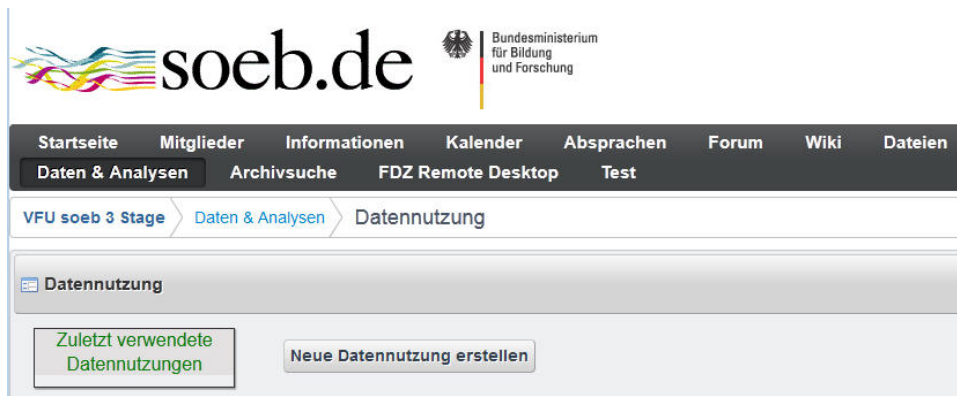 soeb.de
Bundesministerium
für Bildung
und Forschung
Startseite Mitglieder Informationen Kalender Absprachen Forum Wiki Dateien
Daten & Analysen Archivsuche FDZ Remote Desktop Test
VFU soeb 3 Stage Daten & Analysen Datennutzung
Datennutzung
Zuletzt verwendete
Datennutzungen
Neue Datennutzung erstellen